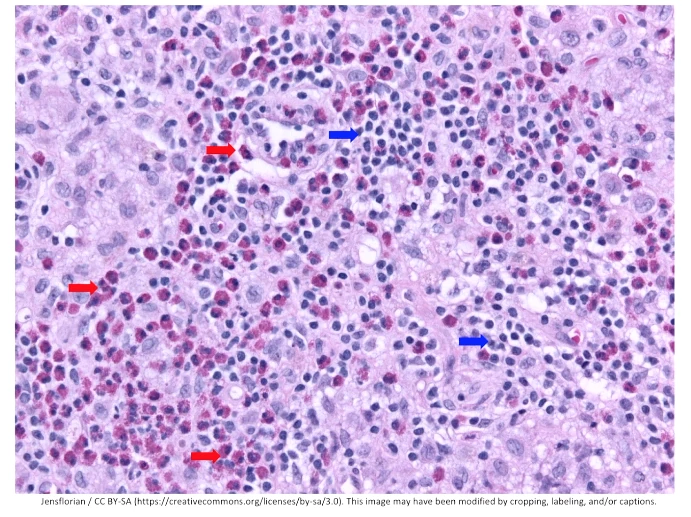 Jensflorian / CC BY-SA (https://creativecommons.org/licenses/by-sa/3.0). This image may have been modified by cropping, labeling, and/or captions.